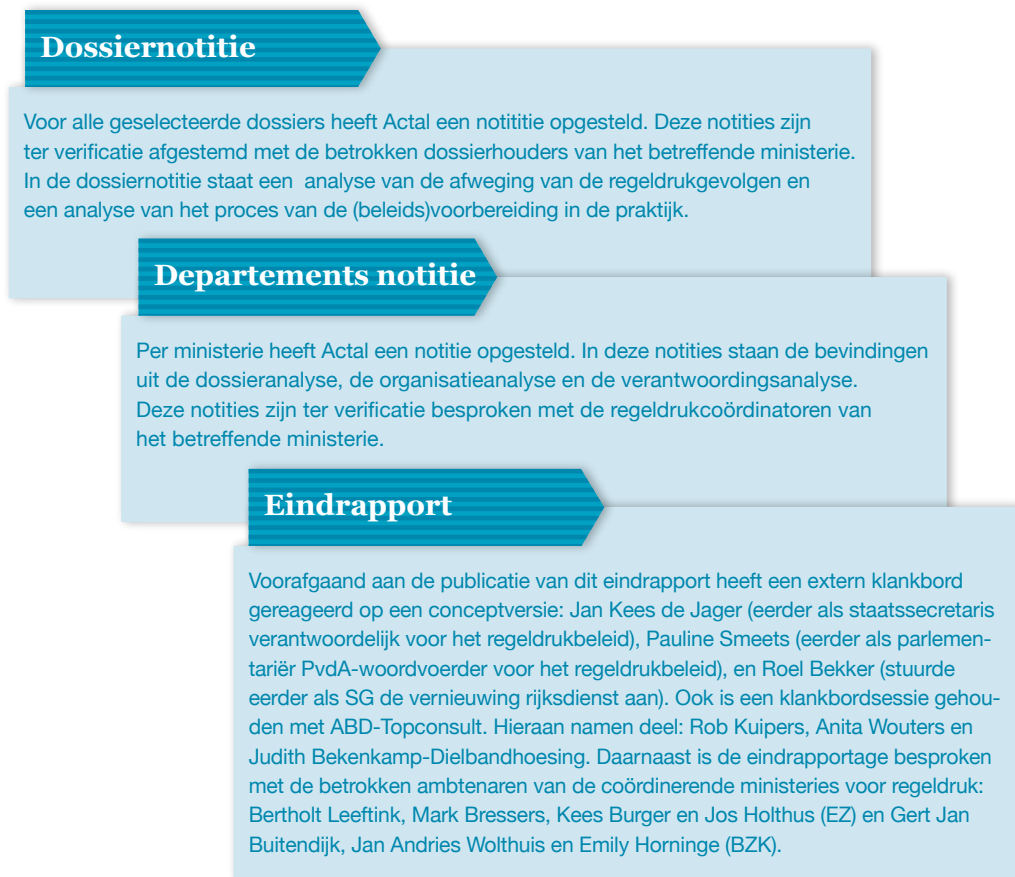 Dossiernotitie
Voor alle geselecteerde dossiers heeft Actal een notititie opgesteld. Deze notities zijn
ter verificatie afgestemd met de betrokken dossierhouders van het betreffende ministerie.
In de dossiernotitie staat een analyse van de afweging van de regeldrukgevolgen en
een analyse van het proces van de (beleids)voorbereiding in de praktijk.
Departements notitie
Per ministerie heeft Actal een notitie opgesteld. In deze notities staan de bevindingen
uit de dossieranalyse, de organisatieanalyse en de verantwoordingsanalyse.
Deze notities zijn ter verificatie besproken met de regeldrukcoördinatoren van
het betreffende ministerie.
Eindrapport
Voorafgaand aan de publicatie van dit eindrapport heeft een extern klankbord
gereageerd op een conceptversie: Jan Kees de Jager (eerder als staatssecretaris
verantwoordelijk voor het regeldrukbeleid), Pauline Smeets (eerder als parlemen-
tariër PvdA-woordvoerder voor het regeldrukbeleid), en Roel Bekker (stuurde
eerder als SG de vernieuwing rijksdienst aan). Ook is een klankbordsessie gehou-
den met ABD-Topconsult. Hieraan namen deel: Rob Kuipers, Anita Wouters en
Judith Bekenkamp-Dielbandhoesing. Daarnaast is de eindrapportage besproken
met de betrokken ambtenaren van de coördinerende ministeries voor regeldruk:
Bertholt Leeftink, Mark Bressers, Kees Burger en Jos Holthus (EZ) en Gert Jan
Buitendijk, Jan Andries Wolthuis en Emily Horninge (BZK).